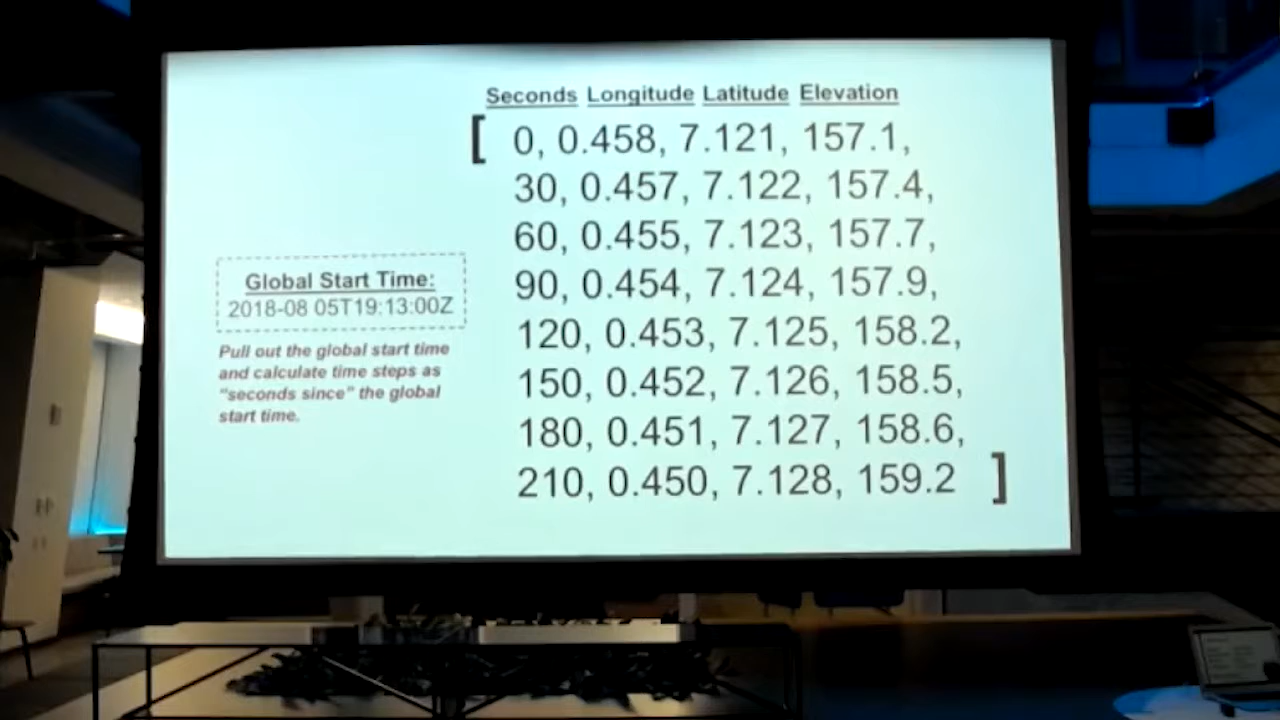 Seconds Longitude Latitude Elevation
[ 0, 0.458, 7.121, 157.1,
30, 0.457, 7.122, 157.4,
60, 0.455, 7.123, 157.7,
90, 0.454, 7.124, 157.9,
120, 0.453, 7.125, 158.2,
150, 0.452, 7.126, 158.5,
180, 0.451, 7.127, 158.6,
210, 0.450, 7.128, 159.2 ]
Global Start Time:
2018-08 05T19:13:00Z
Pull out the global start time
and calculate time steps as
"seconds since" the global
start time.